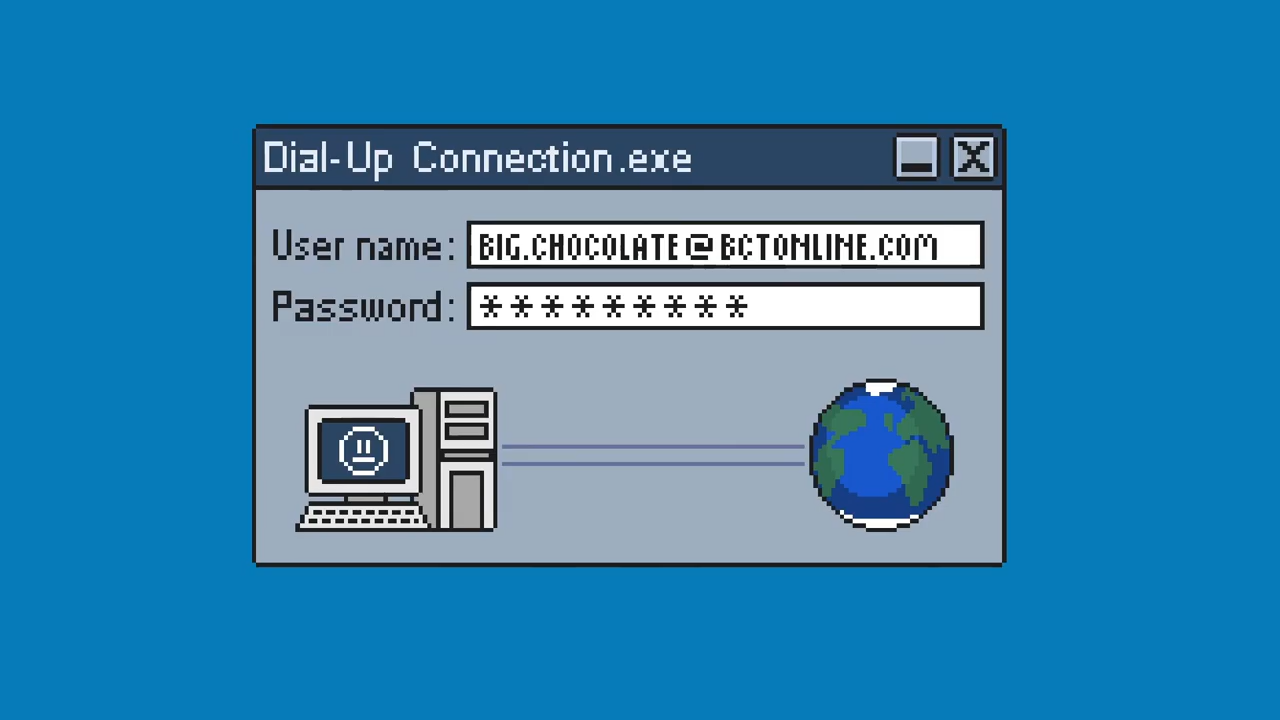 Dial-Up Connection.exe
User name: BIG.CHOCOLATE@BCTONLINE.COM
Password: *********